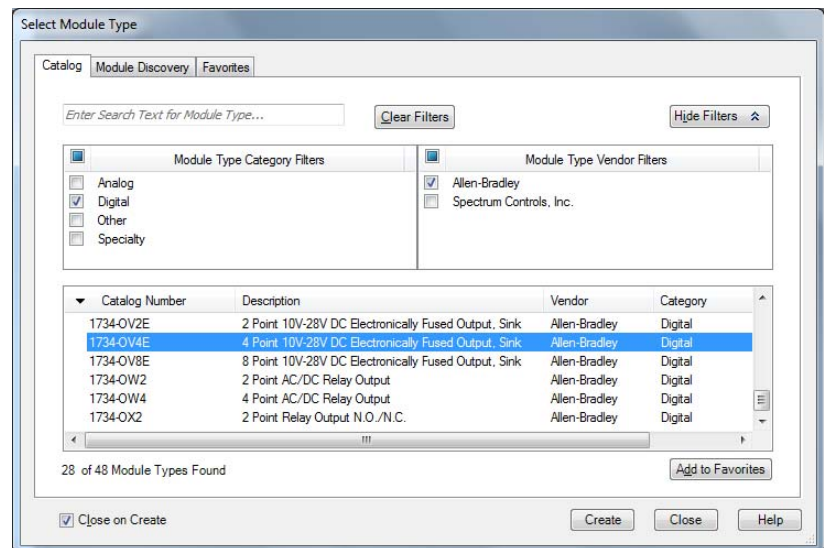 Select Module Type
Catalog Module Discovery Favorites
Enter Search Text for Module Type... Clear Filters Hide Filters
Module Type Category Filters Module Type Vendor Filters
Analog Allen-Bradley
Digital Spectrum Controls, Inc.
Other
Specialty
Catalog Number Description Vendor Category
1734-OV2E 2 Point 10V-28V DC Electronically Fused Output, Sink Allen-Bradley Digital
1734-OV4E 4 Point 10V-28V DC Electronically Fused Output, Sink Allen-Bradley Digital
1734-OV8E 8 Point 10V-28V DC Electronically Fused Output, Sink Allen-Bradley Digital
1734-OW2 2 Point AC/DC Relay Output Allen-Bradley Digital
1734-OW4 4 Point AC/DC Relay Output Allen-Bradley Digital
1734-OX2 2 Point Relay Output N.O./N.C. Allen-Bradley Digital
28 of 48 Module Types Found Add to Favorites
Close on Create Create Close Help